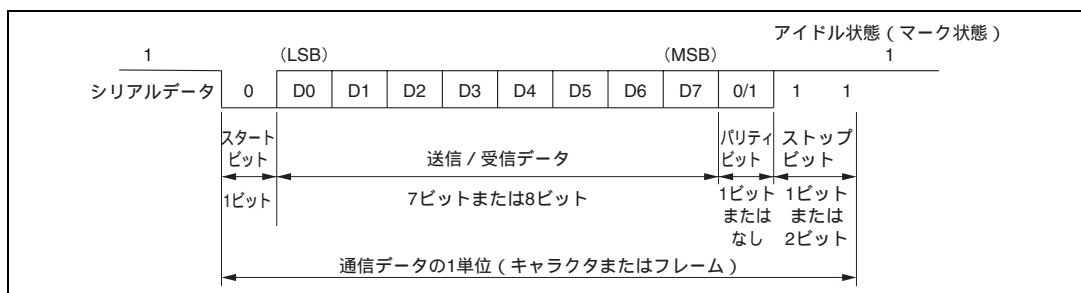 アイドル状態（マーク状態）
1 (LSB) (MSB) 1
シリアルデータ 0 D0 D1 D2 D3 D4 D5 D6 D7 0/1 1 1
スタート
ビット
送信 / 受信データ
パリティ
ビット
ストップ
ビット
1ビット
7ビットまたは8ビット
1ビット
または
なし
1ビット
または
2ビット
通信データの1単位（キャラクタまたはフレーム）